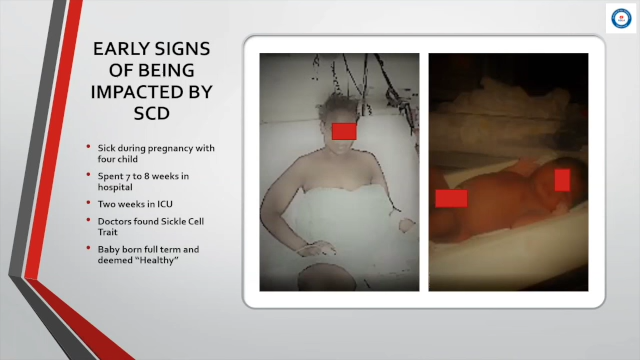 EARLY SIGNS
OF BEING
IMPACTED BY
SCD
Sick during pregnancy with
four child
Spent 7 to 8 weeks in
hospital
Two weeks in ICU
Doctors found Sickle Cell
Trait
Baby born full term and
deemed “Healthy”